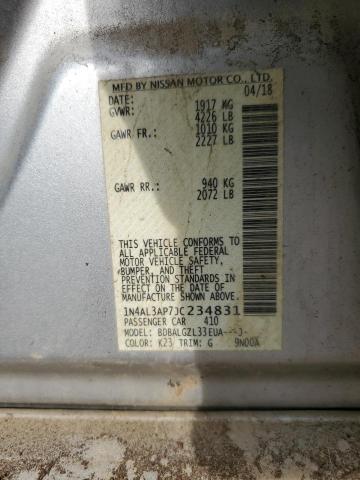 MFD BY NISSAN MOTOR CO., LTD.
DATE: 04/18
GVWR: 1917 KG
4226 LB
GAWR FR.: 1010 KG
2227 LB
GAWR RR.: 940 KG
2072 LB
THIS VEHICLE CONFORMS TO
ALL APPLICABLE FEDERAL
MOTOR VEHICLE SAFETY,
BUMPER, AND THEFT
PREVENTION STANDARDS IN
EFFECT ON THE DATE OF
MANUFACTURE SHOWN ABOVE.
1N4AL3AP7JC234831
PASSENGER CAR 410
MODEL: BDBALGZL33EUA---J-
COLOR: K23 TRIM: G 9N00A